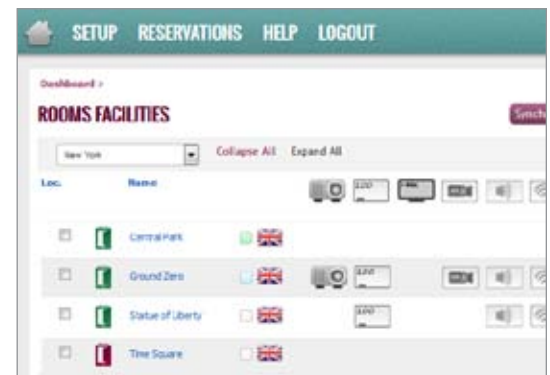 SETUP RESERVATIONS HELP LOGOUT
Dashboard >
ROOMS FACILITIES
Synch
New York Collapse All Expand All
Loc. Name
Central Park
Ground Zero
Statue of Liberty
Time Square